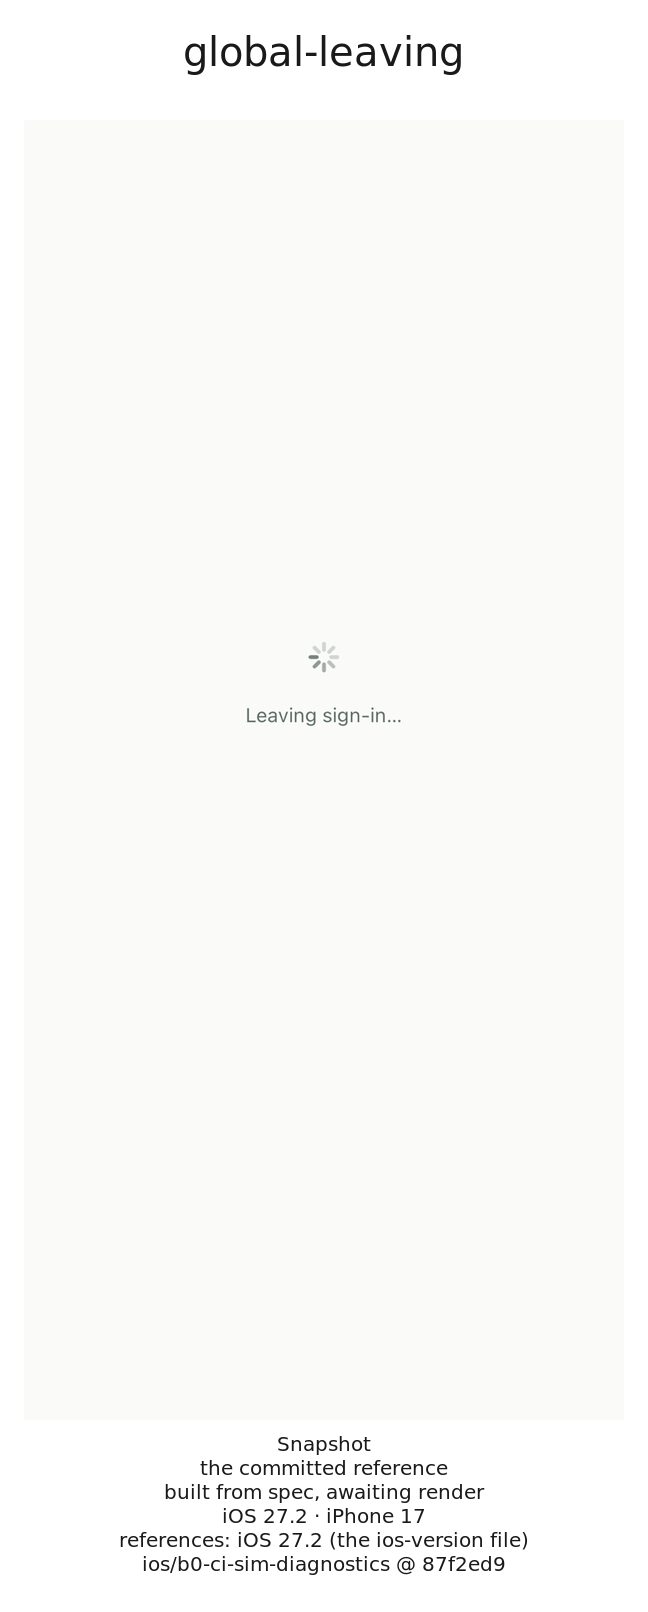 global-leaving
Leaving sign-in...
Snapshot
the committed reference
built from spec, awaiting render
iOS 27.2 · iPhone 17
references: iOS 27.2 (the ios-version file)
ios/b0-ci-sim-diagnostics @ 87f2ed9